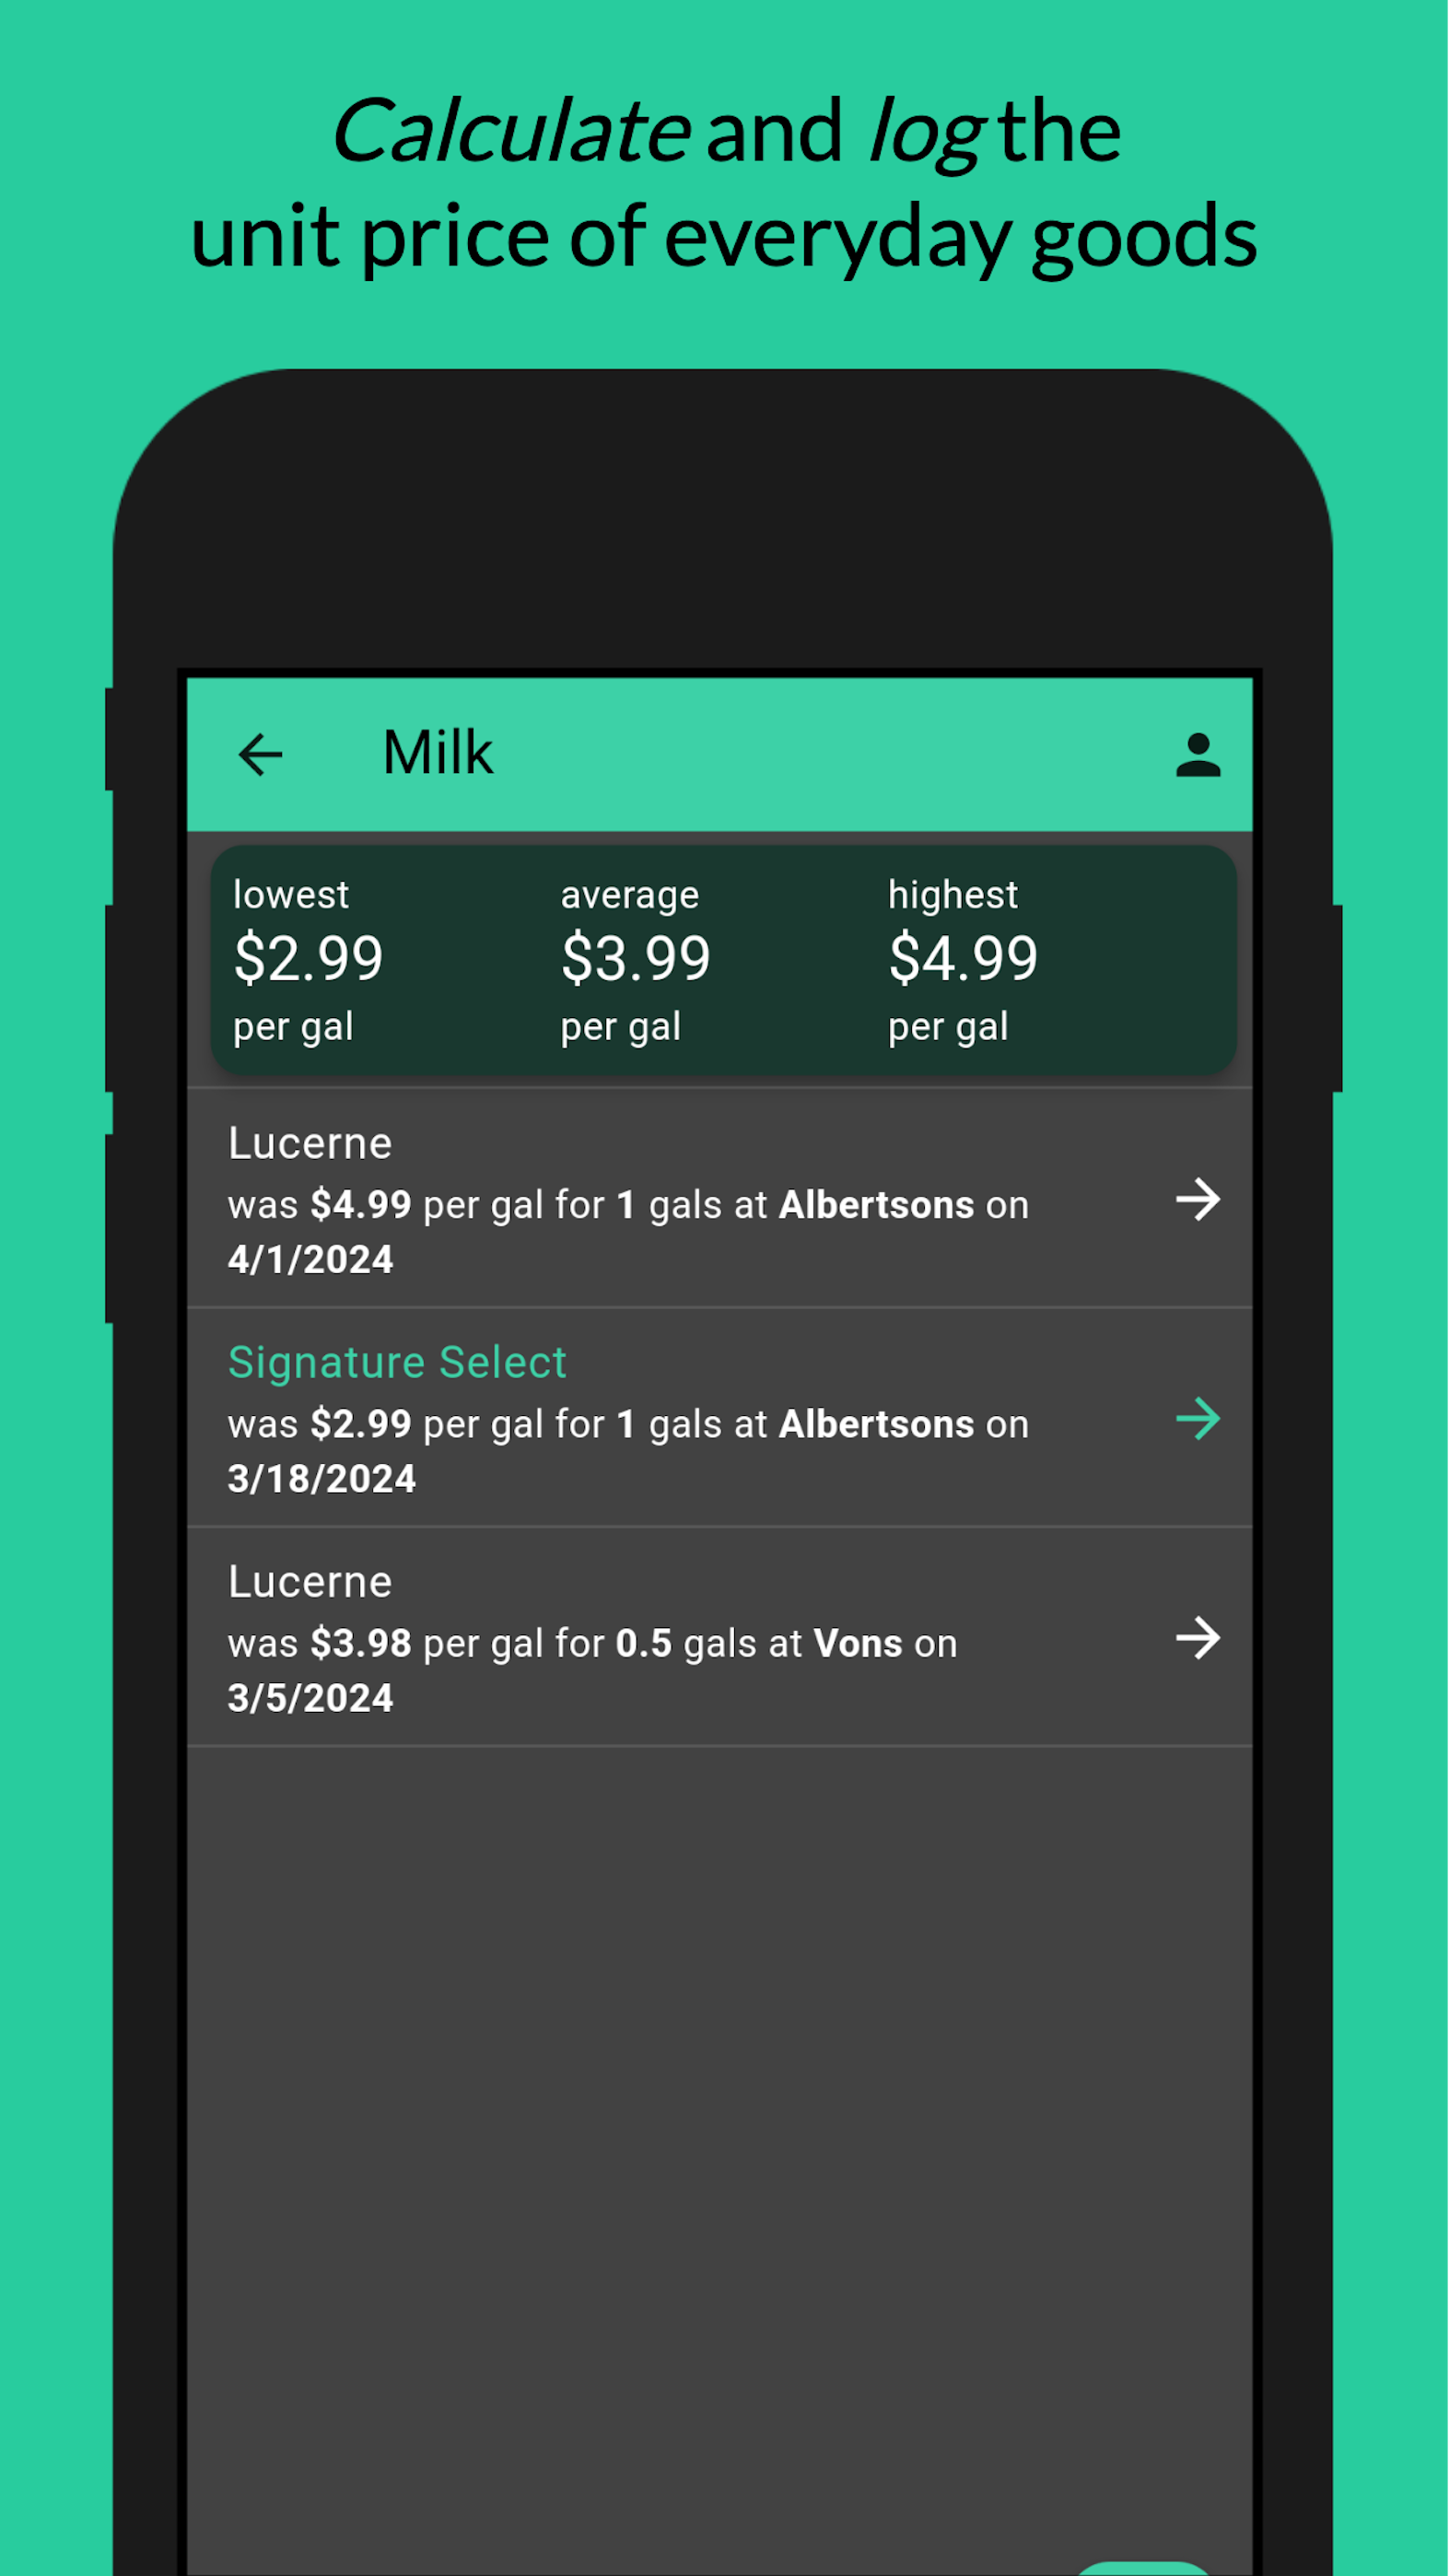 Calculate and log the
unit price of everyday goods
Milk
lowest average highest
$2.99 $3.99 $4.99
per gal per gal per gal
Lucerne
was $4.99 per gal for 1 gals at Albertsons on
4/1/2024
Signature Select
was $2.99 per gal for 1 gals at Albertsons on
3/18/2024
Lucerne
was $3.98 per gal for 0.5 gals at Vons on
3/5/2024